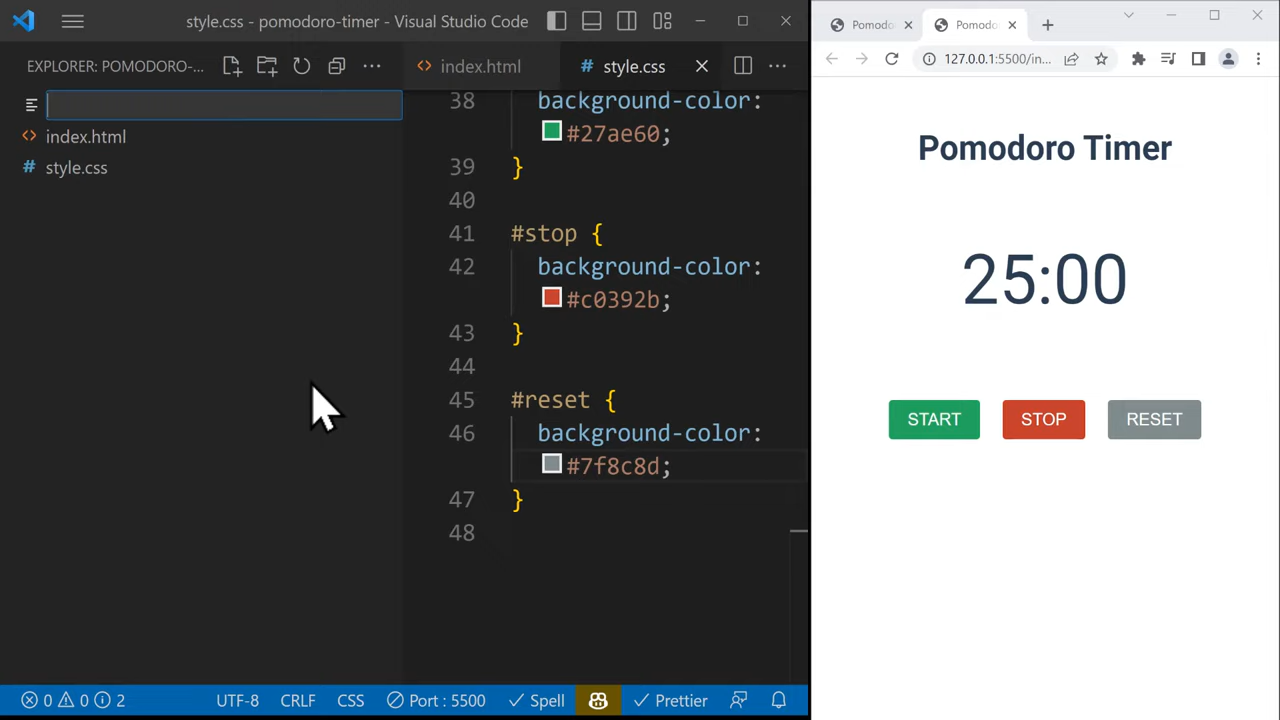 style.css - pomodoro-timer - Visual Studio Code
EXPLORER: POMODORO-...
index.html
style.css
index.html
# style.css
38 background-color:
#27ae60;
39 }
40
41 #stop {
42 background-color:
#c0392b;
43 }
44
45 #reset {
46 background-color:
#7f8c8d;
47 }
48
0 0 2 UTF-8 CRLF CSS Port : 5500 Spell Prettier
Pomodo
Pomodo
127.0.0.1:5500/in...
Pomodoro Timer
25:00
START STOP RESET